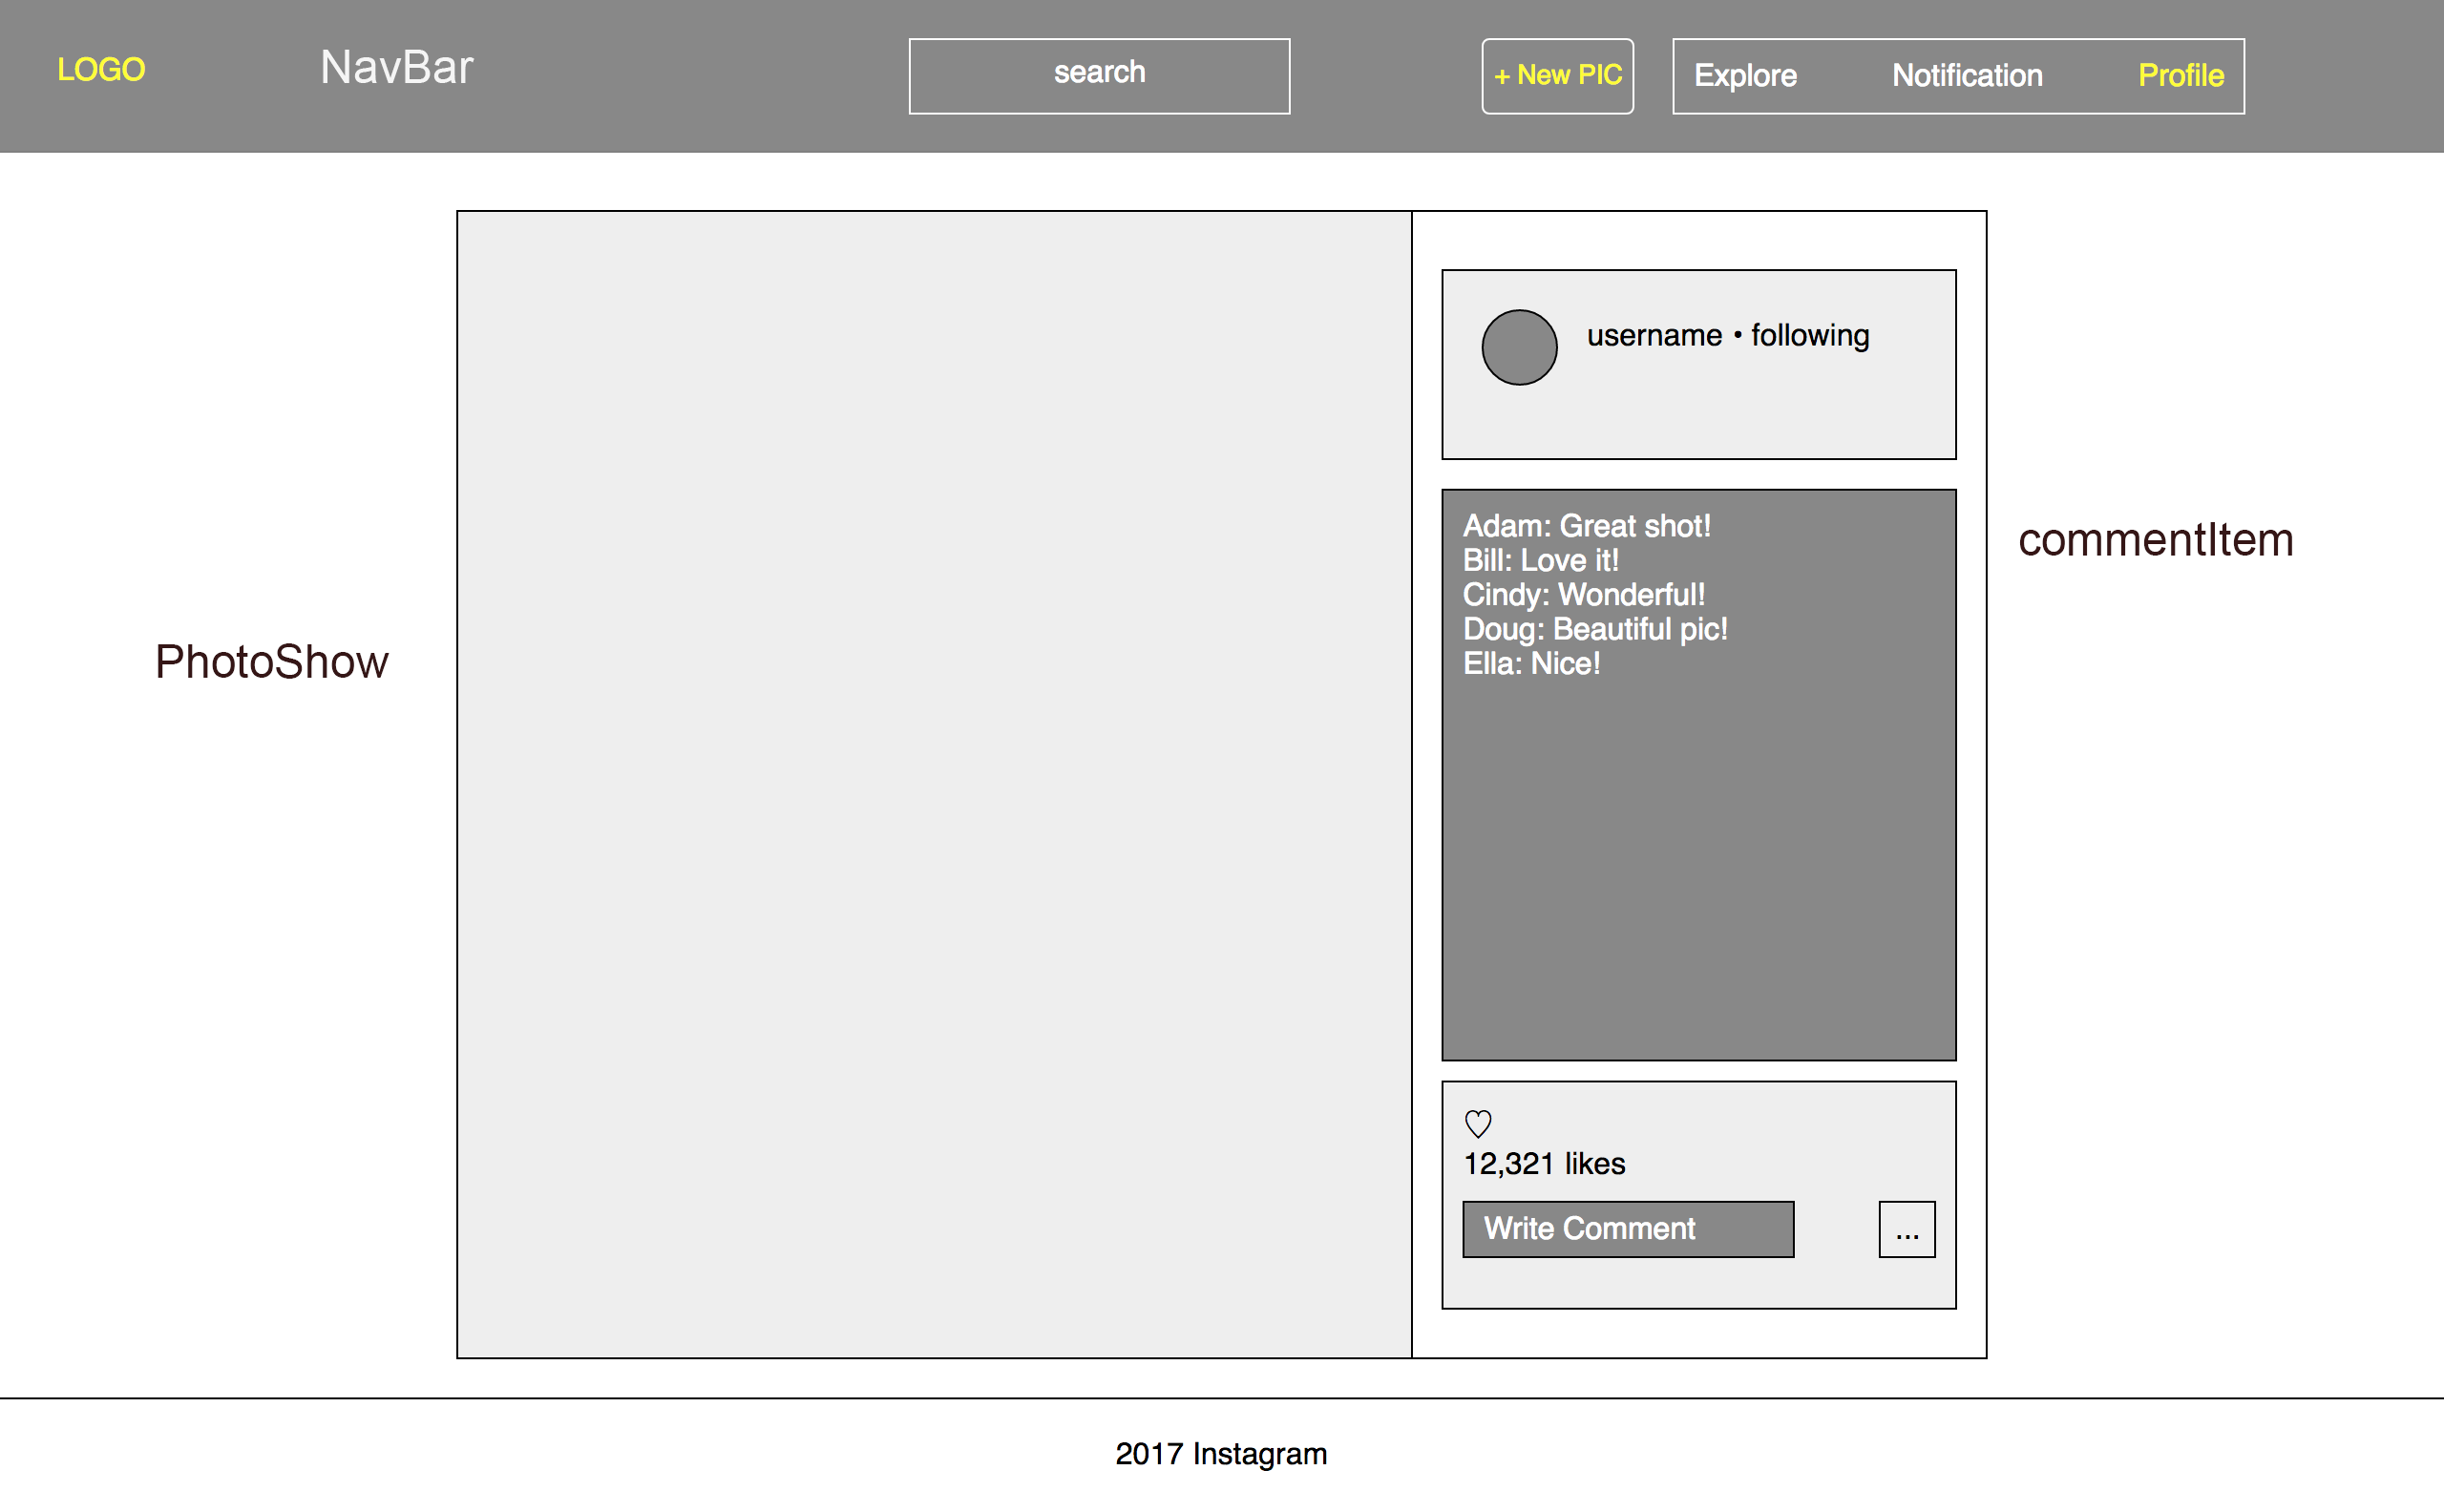 LOGO
NavBar
search
+ New PIC
Explore
Notification
Profile
username • following
Adam: Great shot!
Bill: Love it!
Cindy: Wonderful!
Doug: Beautiful pic!
Ella: Nice!
commentItem
PhotoShow
♡
12,321 likes
Write Comment
...
2017 Instagram